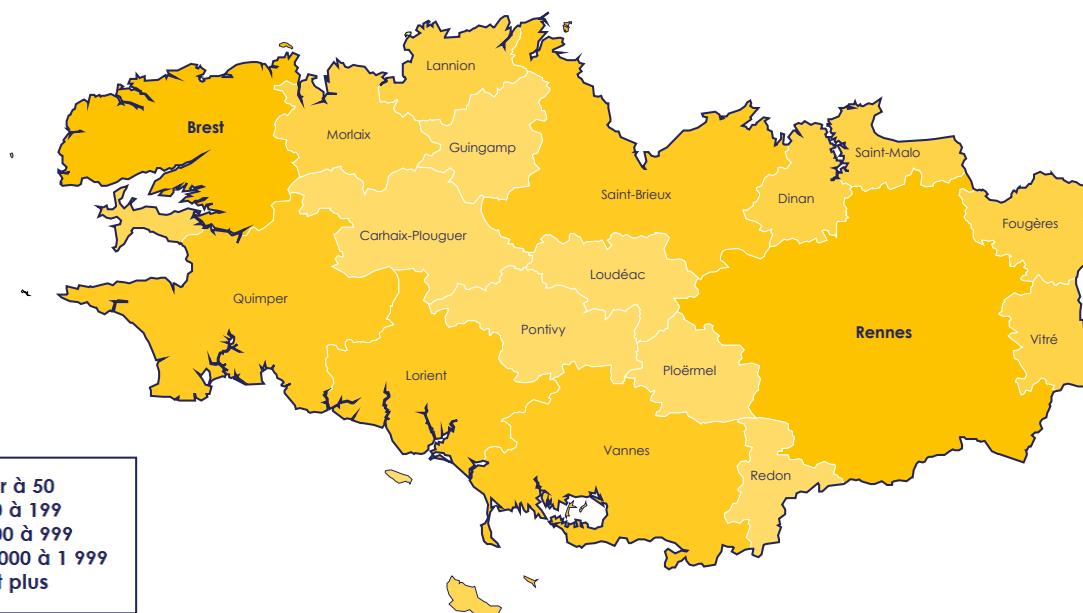 Lannion
Brest
Morlaix
Guingamp
Saint-Malo
Saint-Brieux
Dinan
Fougères
Carhaix-Plouguer
Loudéac
Quimper
Pontivy
Rennes
Vitré
Ploërmel
Lorient
Vannes
Redon
r à 50
à 199
à 999
000 à 1 999
t plus